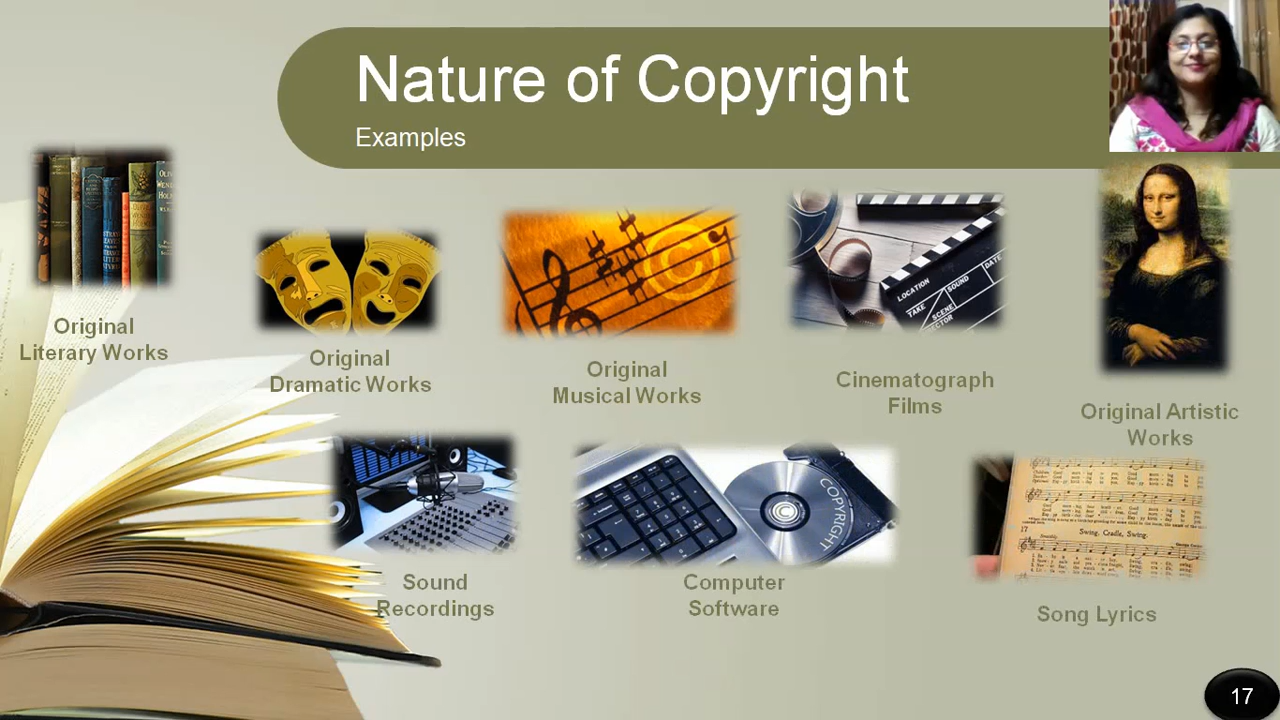 Nature of Copyright
Examples
Original
Literary Works
Original
Dramatic Works
Original
Musical Works
©
LOCATION
SOUND
DATE
TAKE
SCENE
Cinematograph
Films
Original Artistic
Works
Sound
Recordings
COPYRIGHT
Computer
Software
17
Swing, Cradle, Swing.
Song Lyrics
17